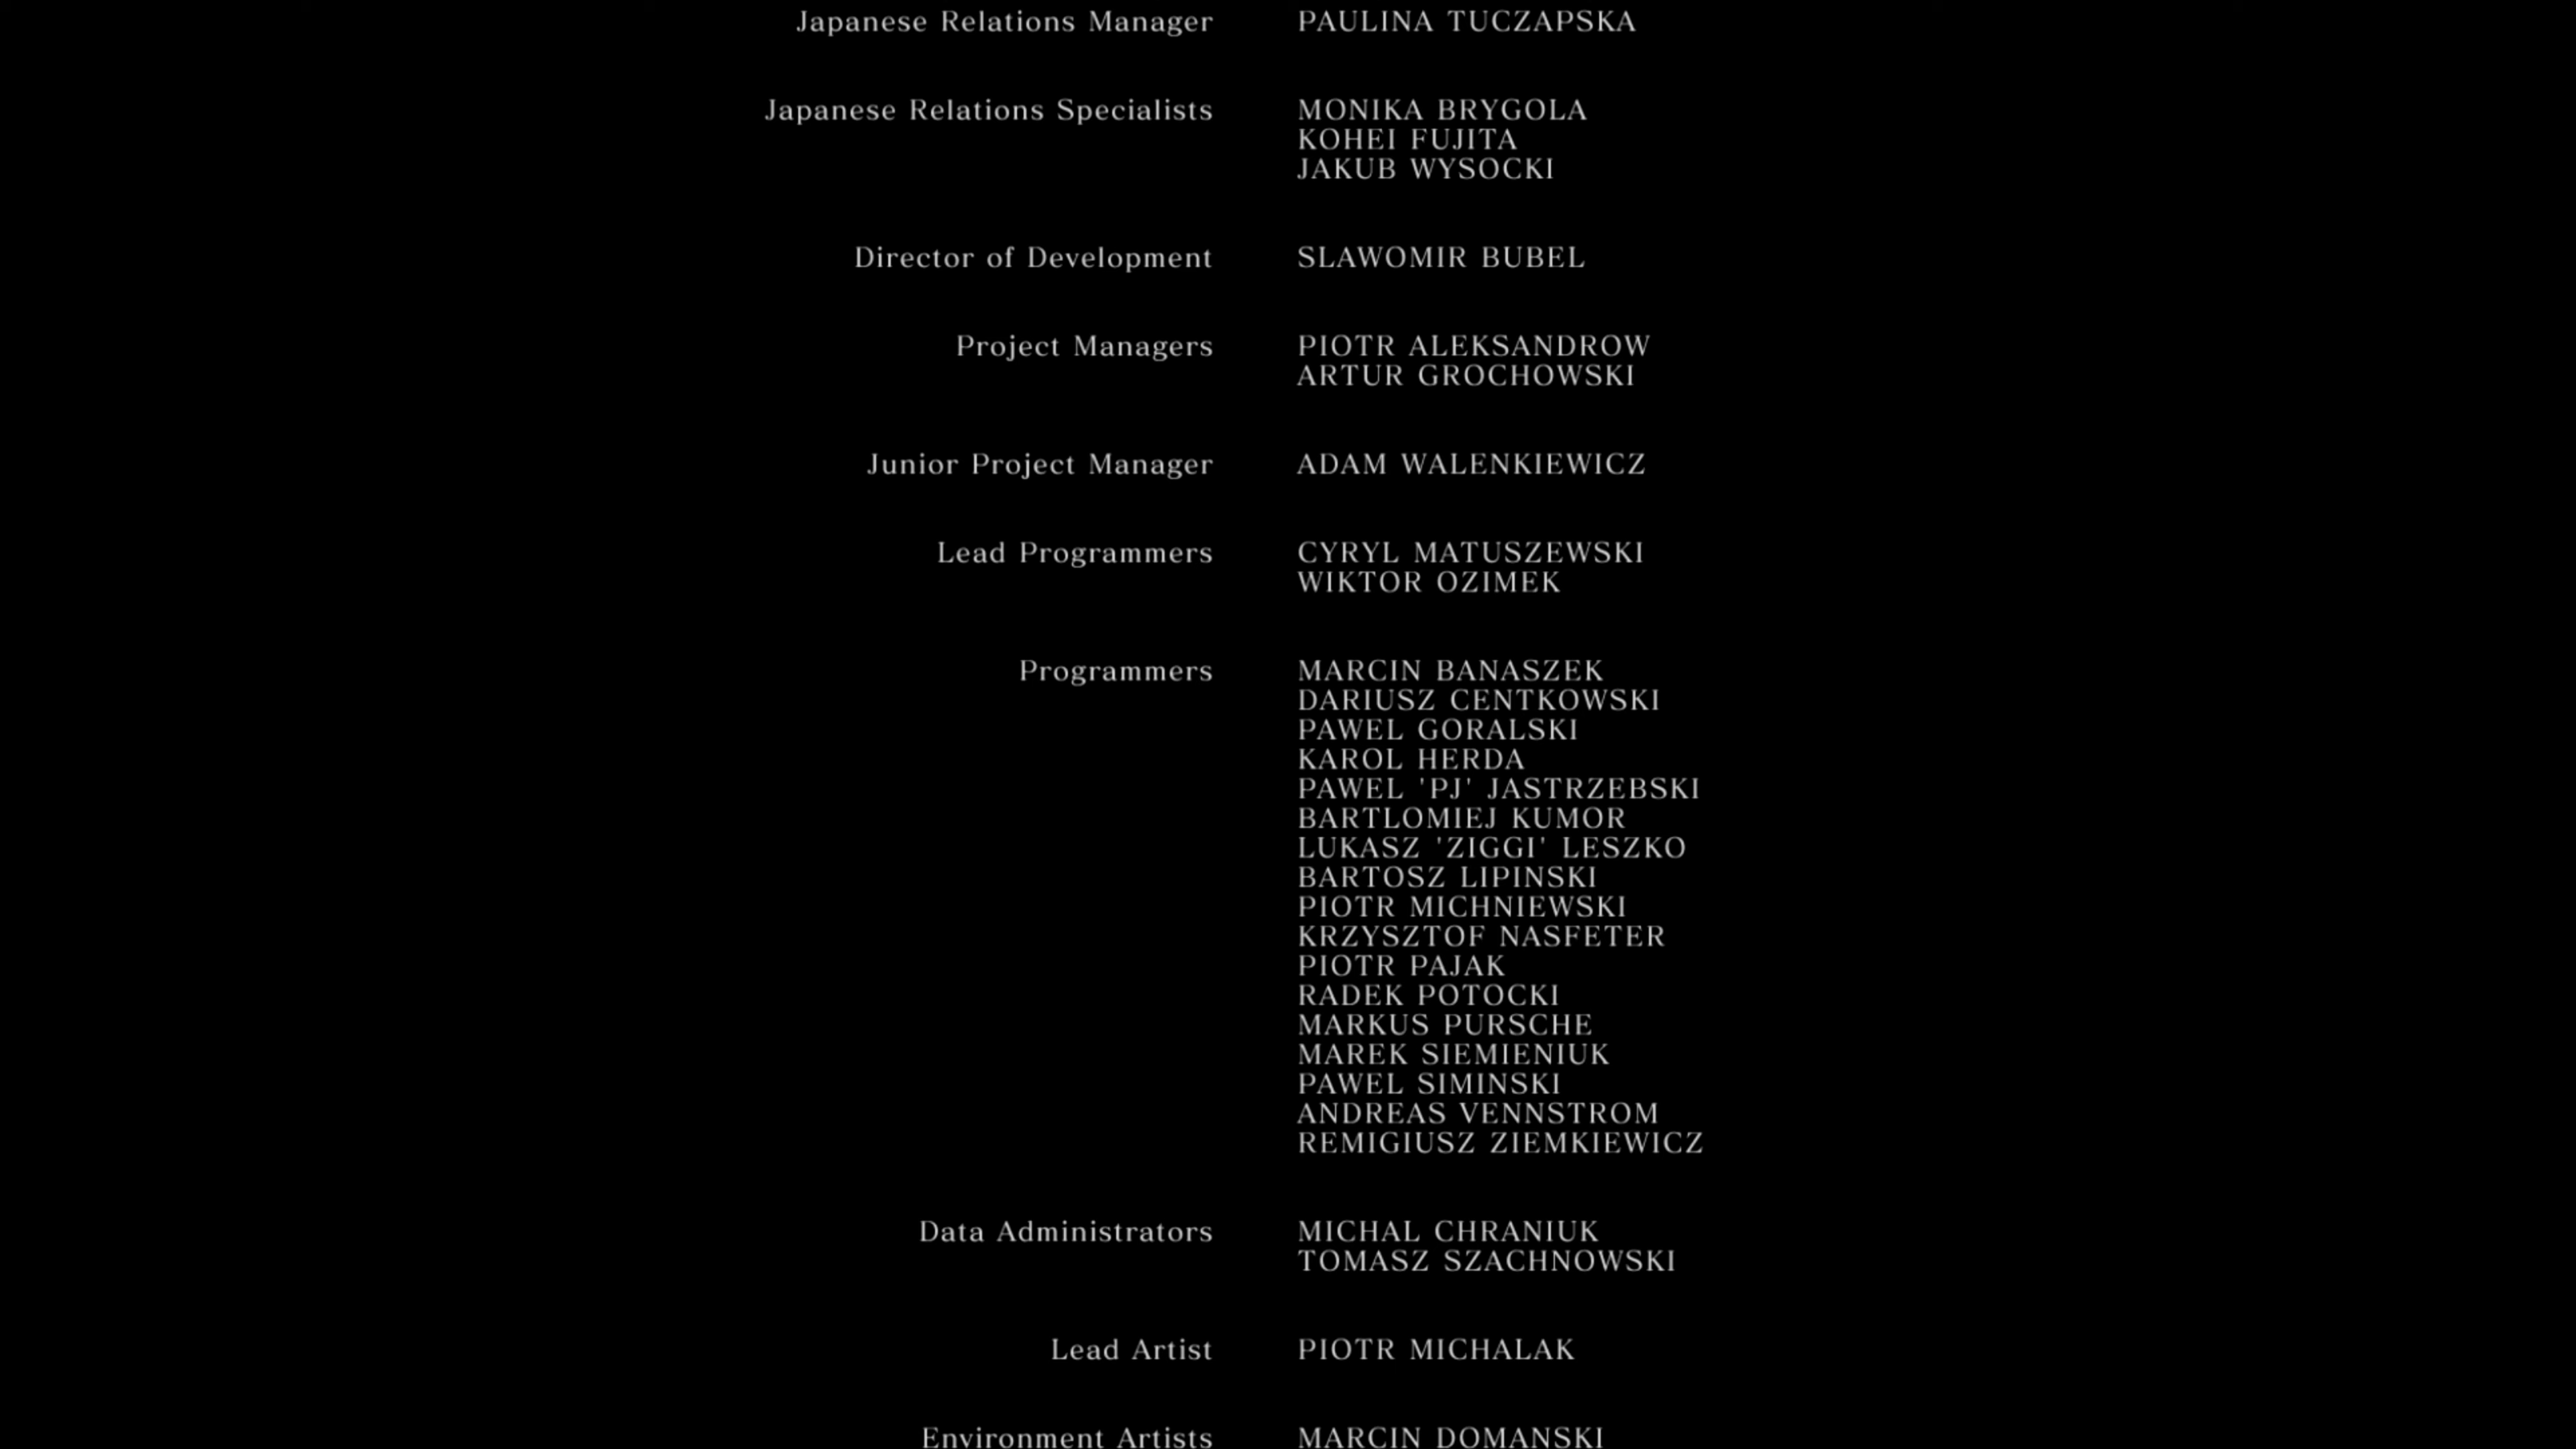 Japanese Relations Manager PAULINA TUCZAPSKA
Japanese Relations Specialists MONIKA BRYGOLA
KOHEI FUJITA
JAKUB WYSOCKI
Director of Development SLAWOMIR BUBEL
Project Managers PIOTR ALEKSANDROW
ARTUR GROCHOWSKI
Junior Project Manager ADAM WALENKIEWICZ
Lead Programmers CYRYL MATUSZEWSKI
WIKTOR OZIMEK
Programmers MARCIN BANASZEK
DARIUSZ CENTKOWSKI
PAWEL GORALSKI
KAROL HERDA
PAWEL 'PJ' JASTRZEBSKI
BARTLOMIEJ KUMOR
LUKASZ 'ZIGGI' LESZKO
BARTOSZ LIPINSKI
PIOTR MICHNIEWSKI
KRZYSZTOF NASFETER
PIOTR PAJAK
RADEK POTOCKI
MARKUS PURSCHE
MAREK SIEMIENIUK
PAWEL SIMINSKI
ANDREAS VENNSTROM
REMIGIUSZ ZIEMKIEWICZ
Data Administrators MICHAL CHRANIUK
TOMASZ SZACHNOWSKI
Lead Artist PIOTR MICHALAK
Environment Artists MARCIN DOMANSKI